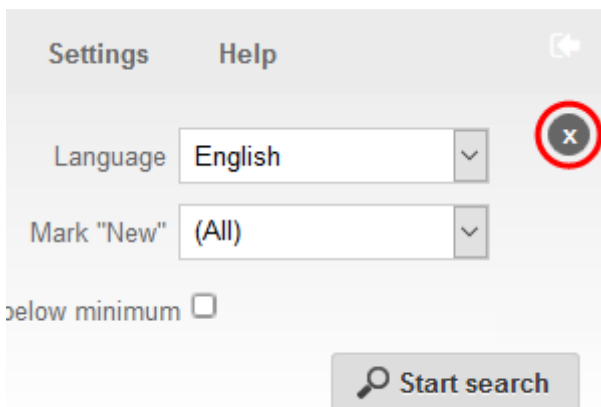 Settings Help
x
Language English
Mark "New" (All)
below minimum
Start search